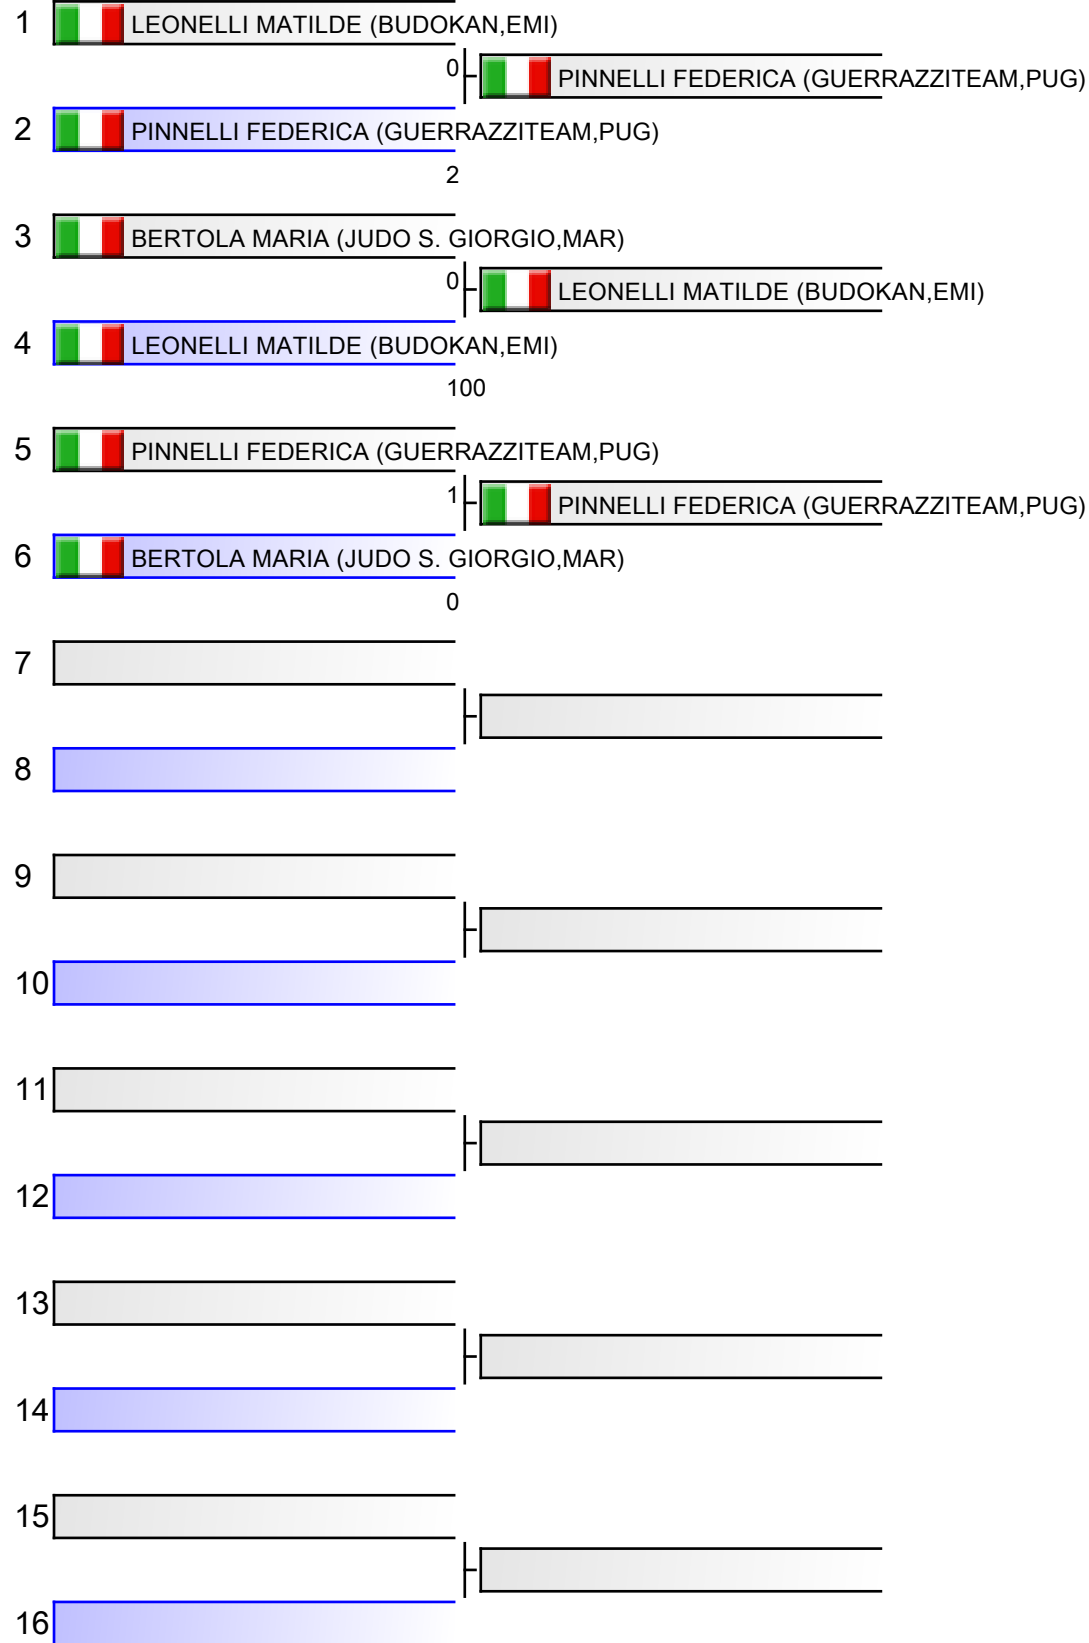 1 LEONELLI MATILDE (BUDOKAN,EMI)
0 PINNELLI FEDERICA (GUERRAZZITEAM,PUG)
2 PINNELLI FEDERICA (GUERRAZZITEAM,PUG)
2
3 BERTOLA MARIA (JUDO S. GIORGIO,MAR)
0 LEONELLI MATILDE (BUDOKAN,EMI)
4 LEONELLI MATILDE (BUDOKAN,EMI)
100
5 PINNELLI FEDERICA (GUERRAZZITEAM,PUG)
1 PINNELLI FEDERICA (GUERRAZZITEAM,PUG)
6 BERTOLA MARIA (JUDO S. GIORGIO,MAR)
0
7
8
9
10
11
12
13
14
15
16